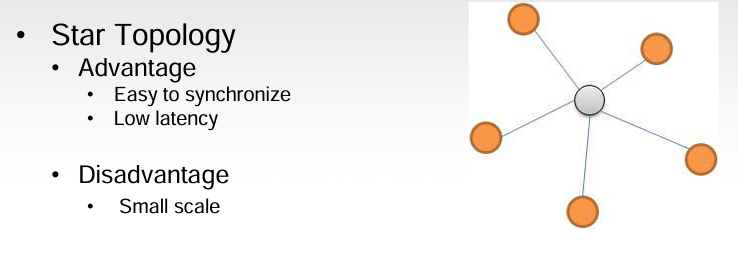 • Star Topology
• Advantage
• Easy to synchronize
• Low latency
• Disadvantage
• Small scale